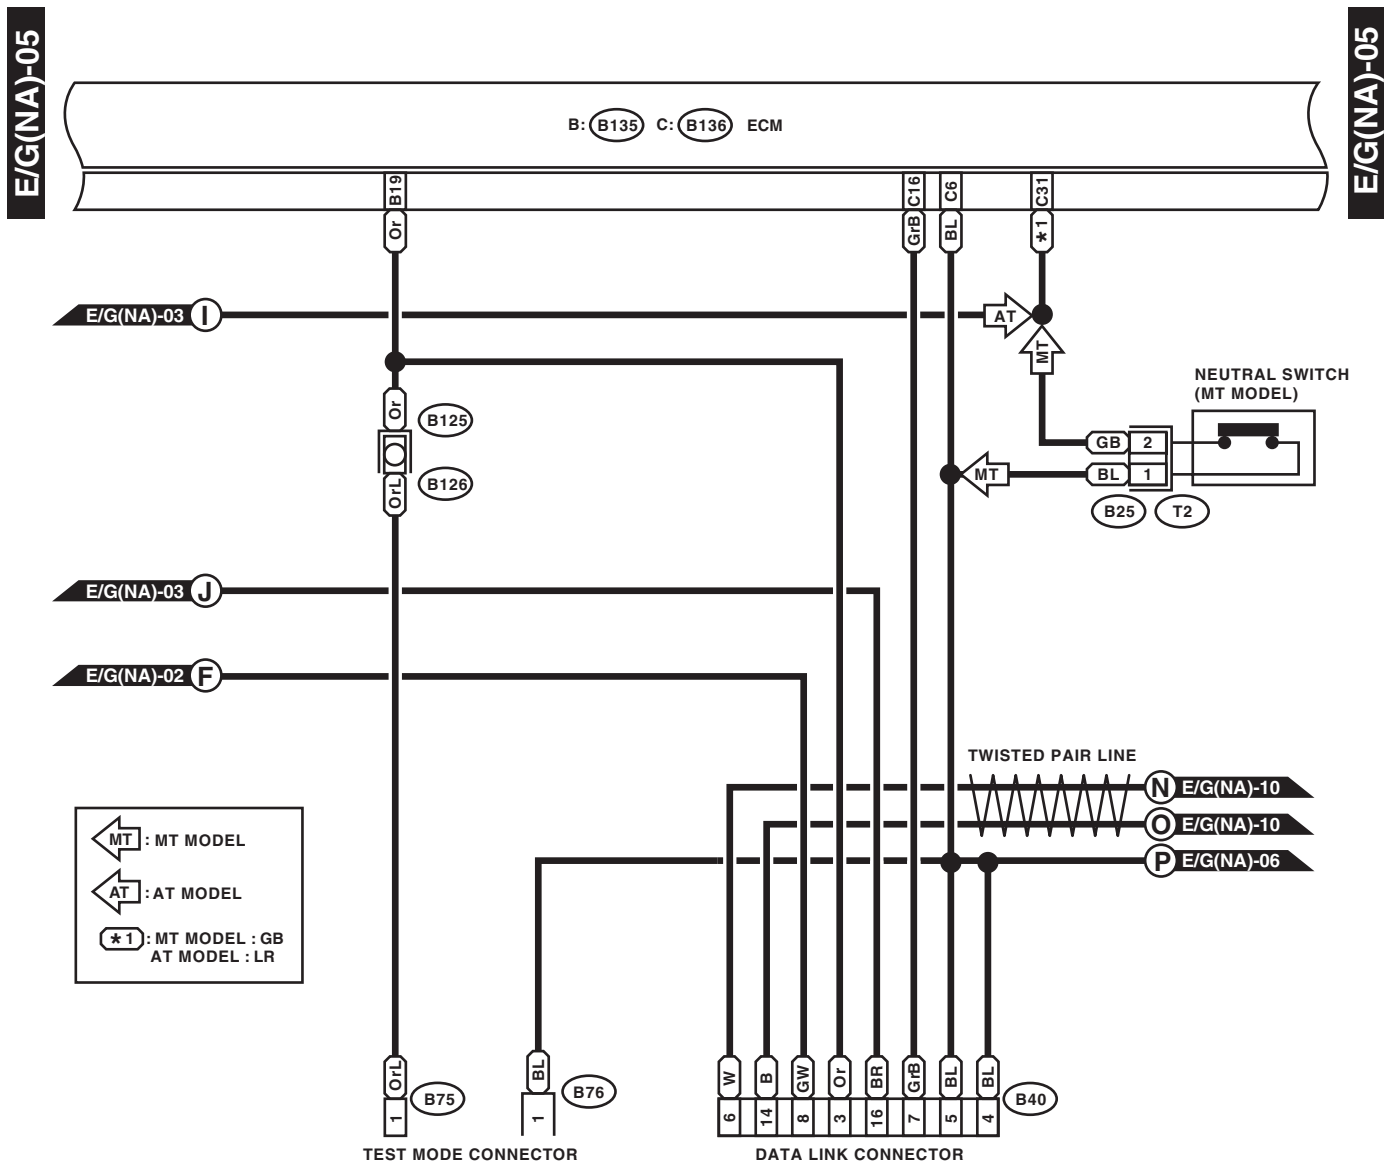 E/G(NA)-05
E/G(NA)-05
B: B135 C: B136 ECM
B19
C16
C6
C31
Or
GrB
BL
*1
E/G(NA)-03 I
AT
MT
NEUTRAL SWITCH
(MT MODEL)
Or
B125
GB 2
MT
BL 1
OrL
B126
B25 T2
E/G(NA)-03 J
E/G(NA)-02 F
TWISTED PAIR LINE
N E/G(NA)-10
O E/G(NA)-10
P E/G(NA)-06
MT : MT MODEL
AT : AT MODEL
*1 : MT MODEL : GB
AT MODEL : LR
OrL
BL
W
B
GW
Or
BR
GrB
BL
BL
B75
B76
B40
1
1
6
14
8
3
16
7
5
4
TEST MODE CONNECTOR
DATA LINK CONNECTOR